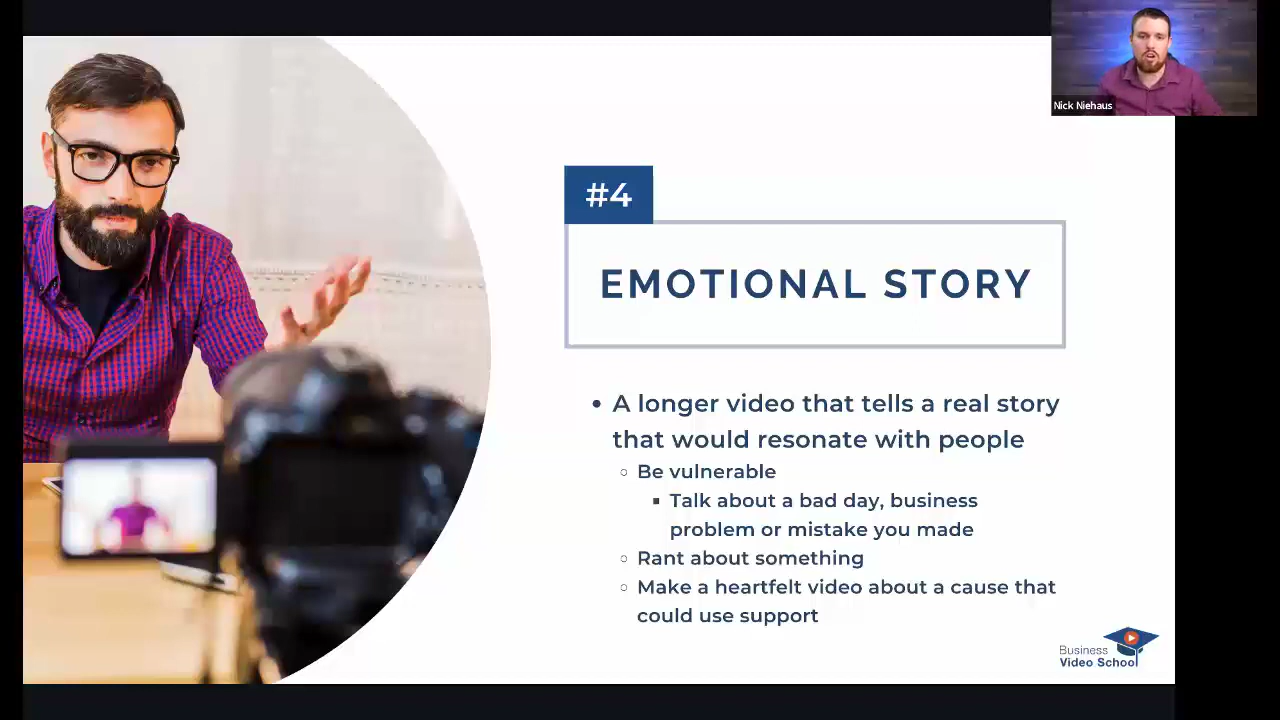 Nick Niehaus
#4
EMOTIONAL STORY
• A longer video that tells a real story
that would resonate with people
○ Be vulnerable
▪ Talk about a bad day, business
problem or mistake you made
○ Rant about something
○ Make a heartfelt video about a cause that
could use support
Business
Video School